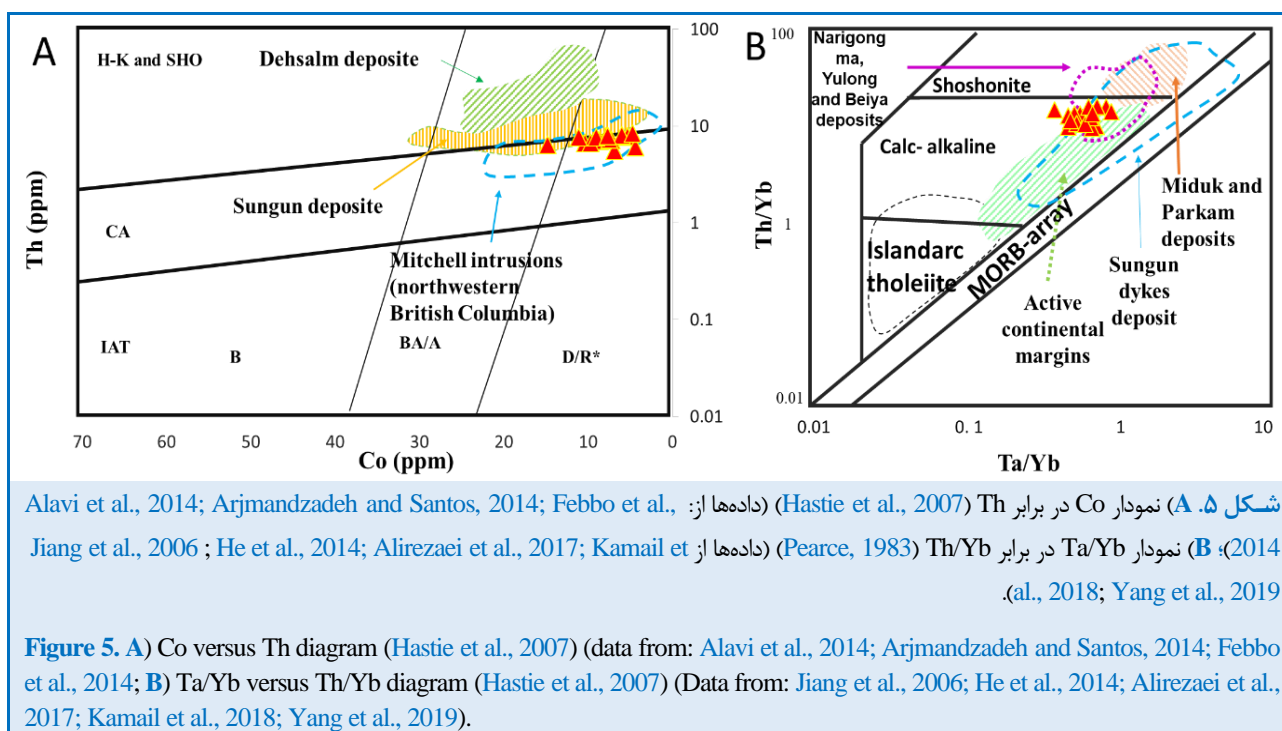 A
H-K and SHO
Dehsalm deposite
Sungun deposite
CA
Mitchell intrusions
(northwestern
British Columbia)
IAT
B
BA/A
D/R*
Th (ppm)
100
10
1
0.1
0.01
70
60
50
40
30
20
10
0
Co (ppm)
B
100
Narigong
ma,
Yulong
and Beiya
deposits
Shoshonite
Calc- alkaline
Th/Yb
1
Islandarc
tholeiite
MORB-array
Miduk and
Parkam
deposits
Sungun
dykes
deposit
Active
continental
margins
0.01
0.01
0. 1
1
10
Ta/Yb
شکل ۵. A) نمودار Co در برابر Th (Hastie et al., 2007) (داده‌ها از: Alavi et al., 2014; Arjmandzadeh and Santos, 2014; Febbo et al.,
2014)؛ B) نمودار Ta/Yb در برابر Th/Yb (Pearce, 1983) (داده‌ها از Jiang et al., 2006 ; He et al., 2014; Alirezaei et al., 2017; Kamail et
al., 2018; Yang et al., 2019).
Figure 5. A) Co versus Th diagram (Hastie et al., 2007) (data from: Alavi et al., 2014; Arjmandzadeh and Santos, 2014; Febbo
et al., 2014; B) Ta/Yb versus Th/Yb diagram (Hastie et al., 2007) (Data from: Jiang et al., 2006; He et al., 2014; Alirezaei et al.,
2017; Kamail et al., 2018; Yang et al., 2019).